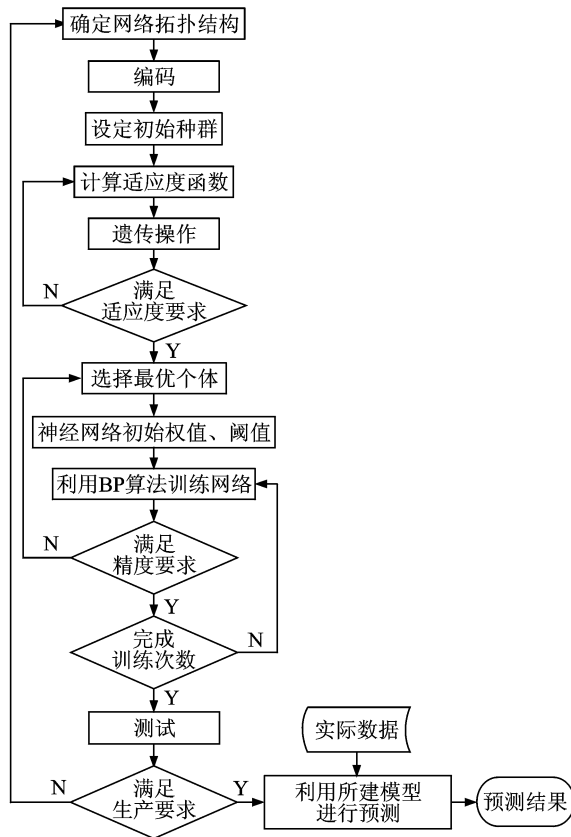 确定网络拓扑结构
编码
设定初始种群
计算适应度函数
遗传操作
满足
适应度要求
N
Y
选择最优个体
神经网络初始权值、阈值
利用BP算法训练网络
满足
精度要求
N
Y
完成
训练次数
N
Y
测试
满足
生产要求
N
Y
实际数据
利用所建模型
进行预测
预测结果